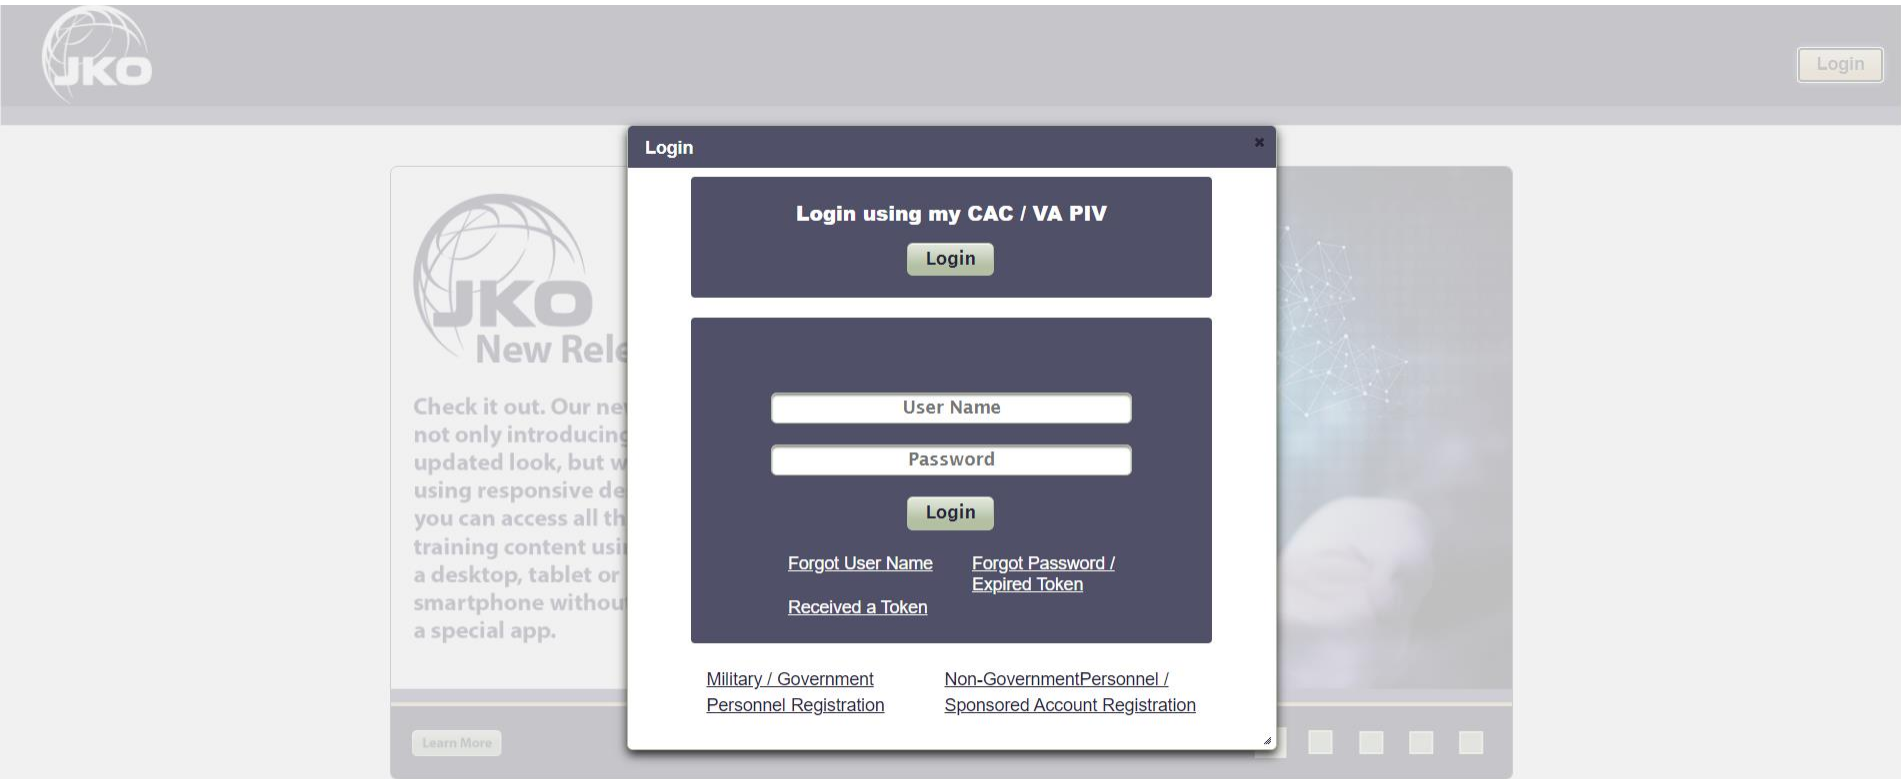 JKO
Login
Login
Login using my CAC / VA PIV
Login
JKO
New Rele
Check it out. Our ne
not only introducing
updated look, but w
using responsive de
you can access all th
training content usi
a desktop, tablet or
smartphone withou
a special app.
Learn More
User Name
Password
Login
Forgot User Name
Forgot Password /
Expired Token
Received a Token
Military / Government
Personnel Registration
Non-GovernmentPersonnel /
Sponsored Account Registration